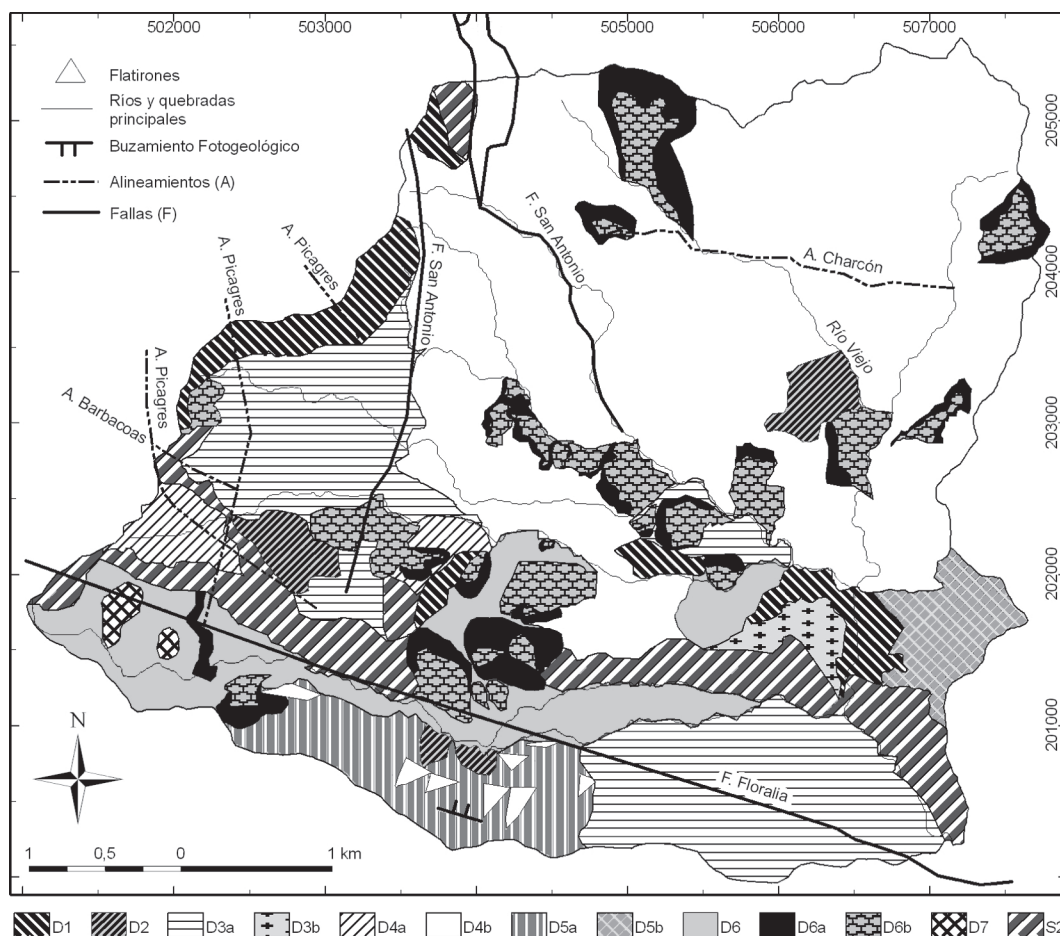 502000 503000 505000 506000 507000
Flatirones
Ríos y quebradas
principales
Buzamiento Fotogeológico
Alineamientos (A)
Fallas (F)
205000
204000
203000
202000
201000
F. San Antonio
F. San Antonio
A. Charcón
A. Picagres
A. Picagres
A. Picagres
A. Barbacoas
Río Viejo
F. Floralia
N
1 0,5 0 1 km
D1 D2 D3a D3b D4a D4b D5a D5b D6 D6a D6b D7